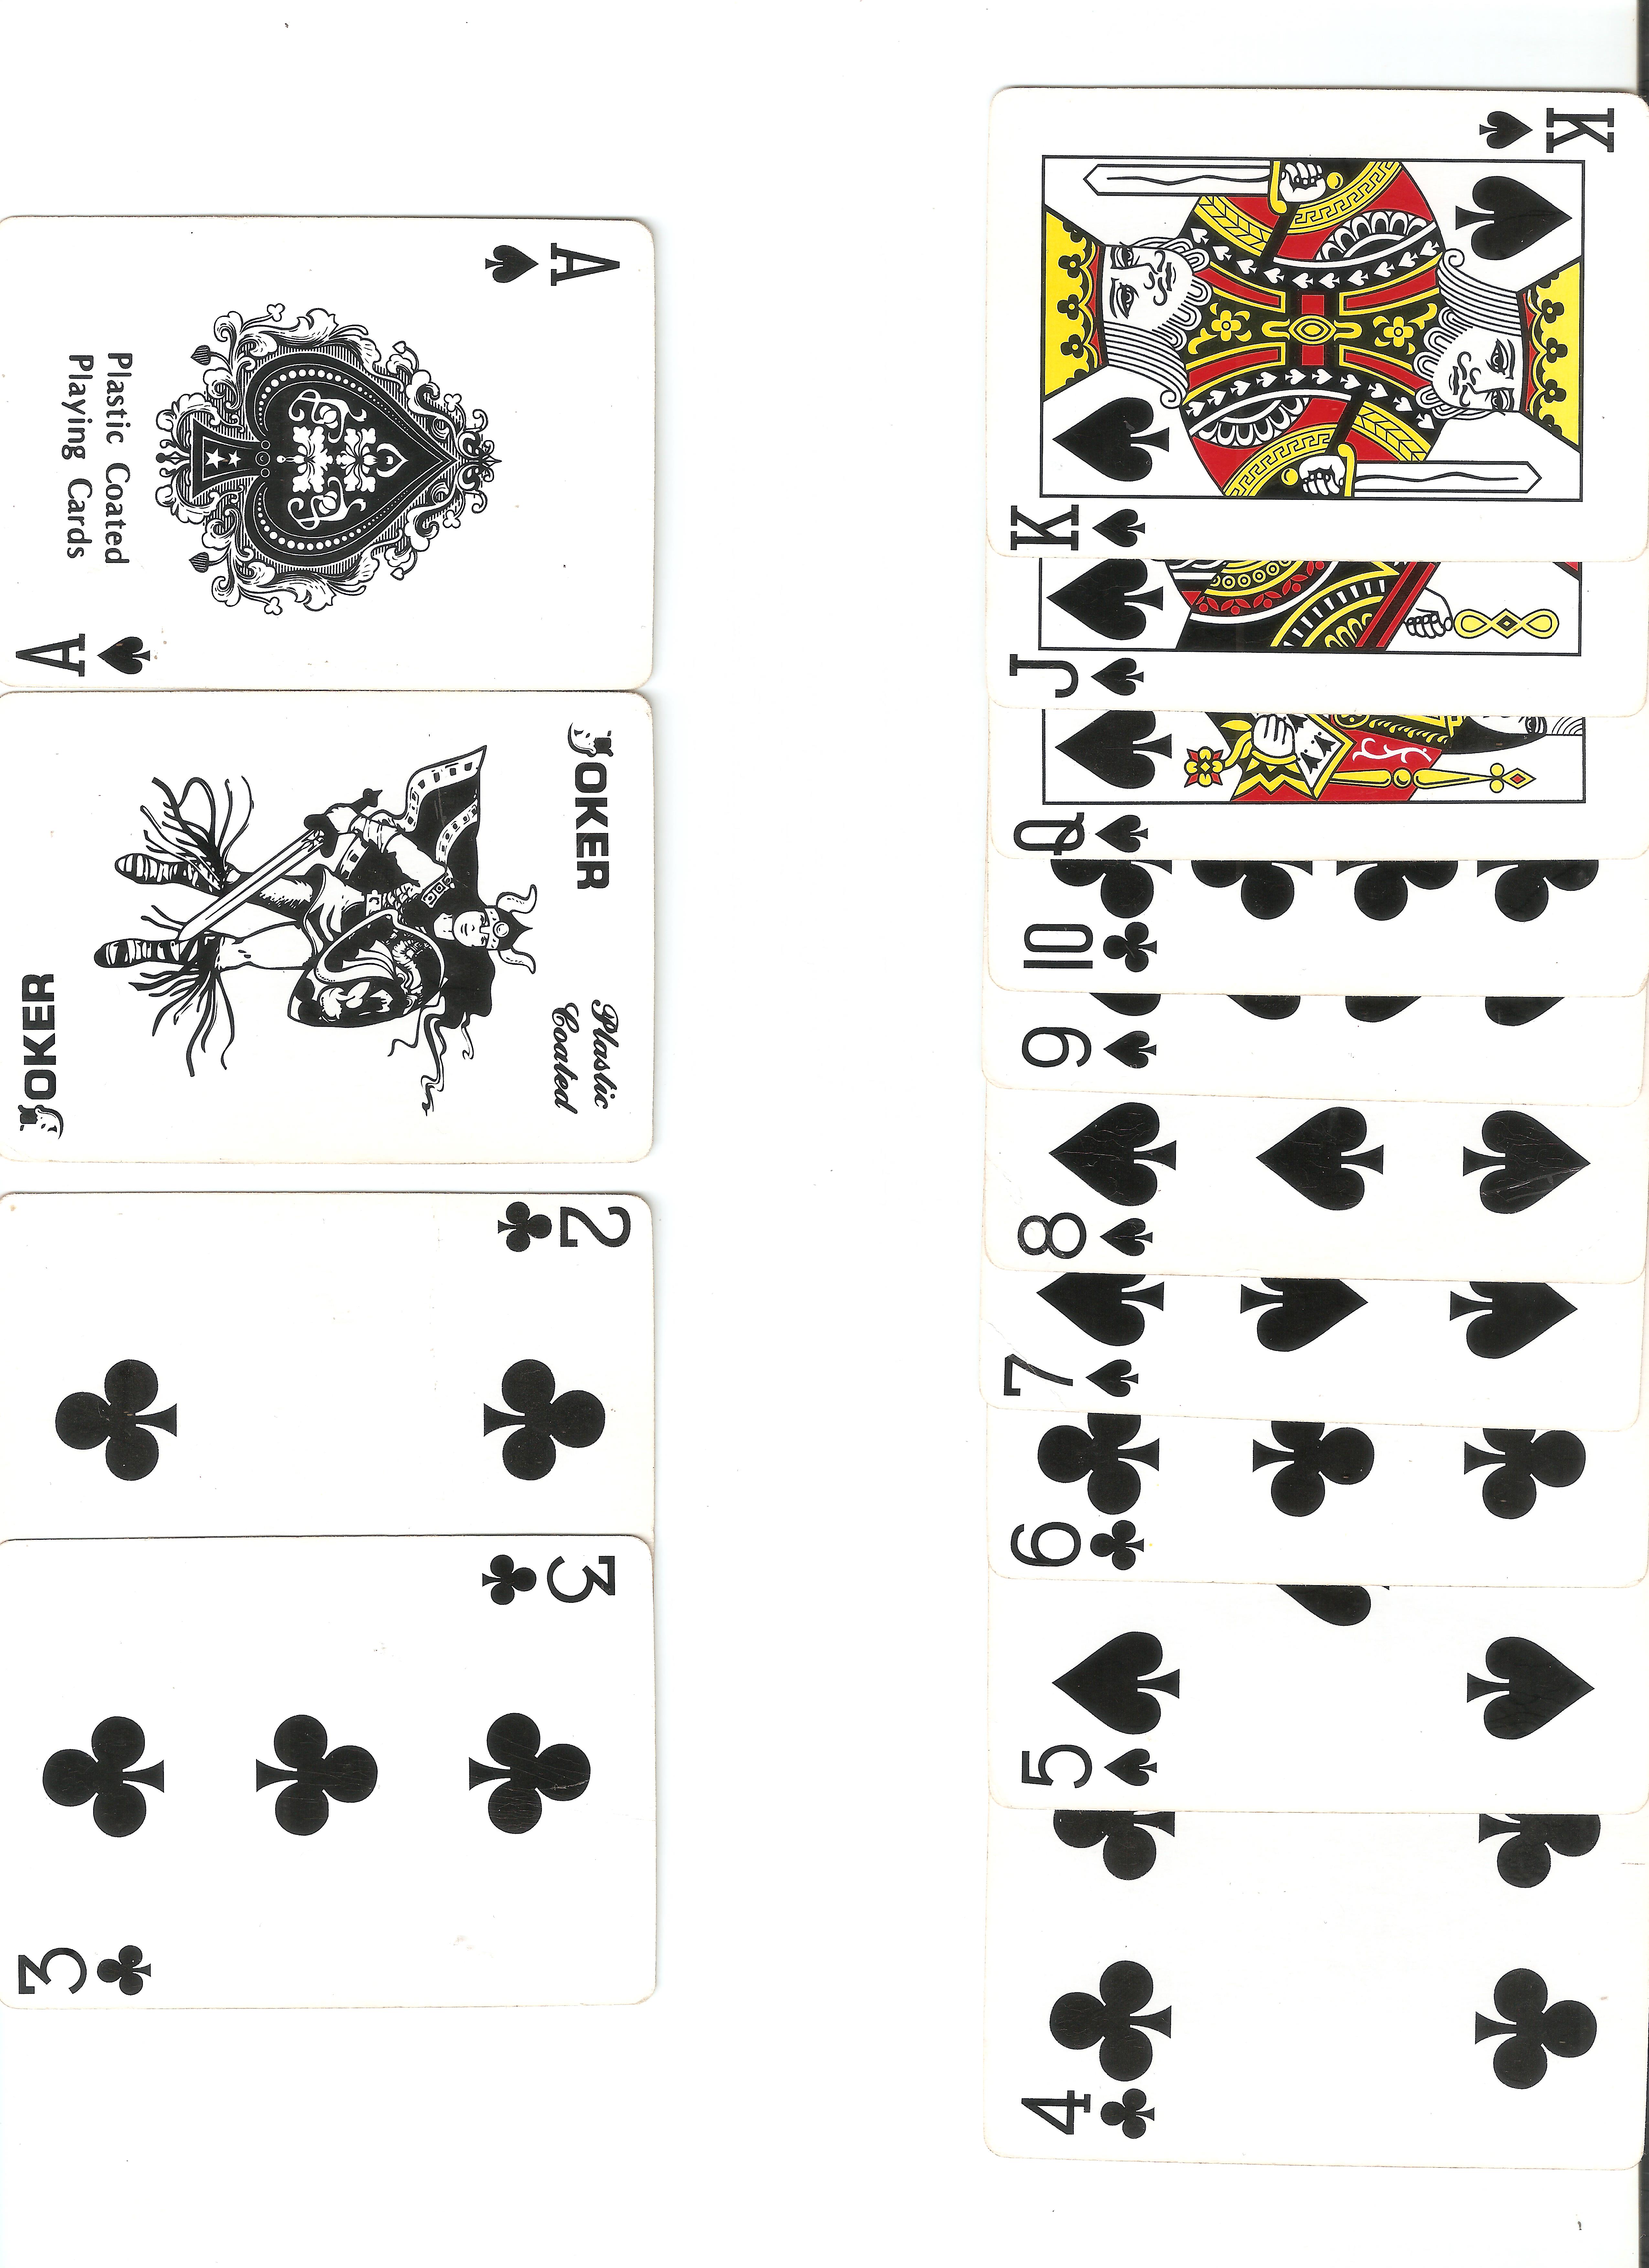 A
Plastic Coated
Playing Cards
A
JOKER
Plastic
Coated
JOKER
2
3
3
K
K
J
Q
10
9
8
7
6
5
4